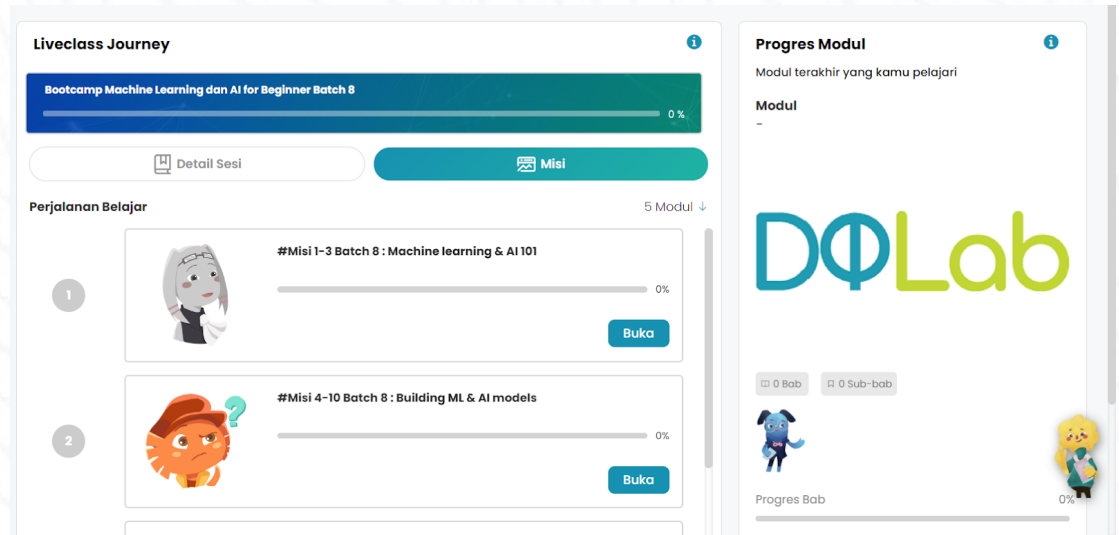 Liveclass Journey
Bootcamp Machine Learning dan AI for Beginner Batch 8
0 %
Detail Sesi
Misi
Perjalanan Belajar
5 Modul ↓
1
#Misi 1-3 Batch 8 : Machine learning & AI 101
0%
Buka
2
#Misi 4-10 Batch 8 : Building ML & AI models
0%
Buka
Progres Modul
Modul terakhir yang kamu pelajari
Modul
-
DQLab
0 Bab
0 Sub-bab
Progres Bab
0%